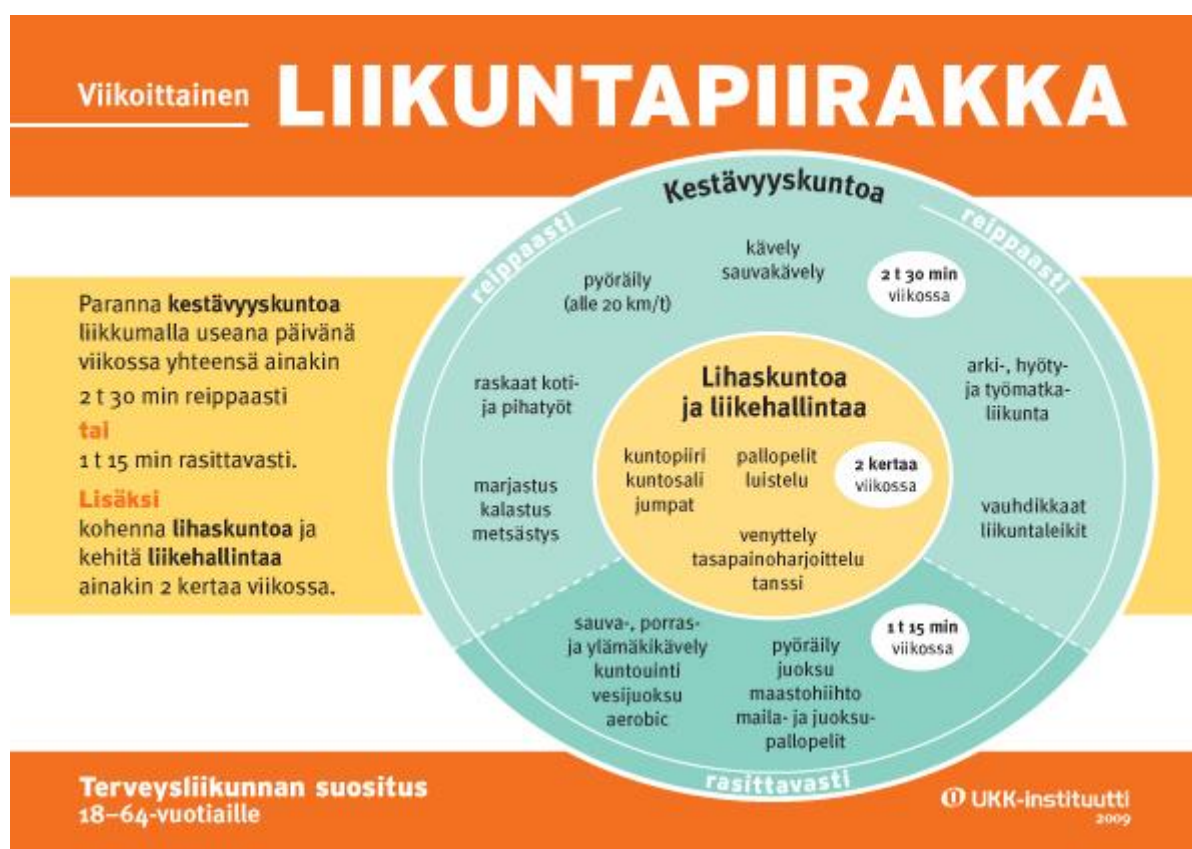 Viikoittainen LIIKUNTAPIIRAKKA
Paranna kestävyyskuntoa
liikkumalla useana päivänä
viikossa yhteensä ainakin
2 t 30 min reippaasti
tai
1 t 15 min rasittavasti.
Lisäksi
kohenna lihaskuntoa ja
kehitä liikehallintaa
ainakin 2 kertaa viikossa.
Kestävyyskuntoa
reippaasti
reippaasti
kävely
sauvakävely
2 t 30 min
viikossa
pyöräily
(alle 20 km/t)
raskaat koti-
ja pihatyöt
marjastus
kalastus
metsästys
arki-, hyöty-
ja työmatka-
liikunta
vauhdikkaat
liikuntaleikit
Lihaskuntoa
ja liikehallintaa
kuntopiiri
kuntosali
jumpat
pallopelit
luistelu
2 kertaa
viikossa
venyttely
tasapainoharjoittelu
tanssi
sauva-, porras-
ja ylämäkikävely
kuntouinti
vesijuoksu
aerobic
pyöräily
juoksu
maastohiihto
maila- ja juoksu-
pallopelit
1 t 15 min
viikossa
rasittavasti
Terveysliikunnan suositus
18–64-vuotiaille
UKK-instituutti
2009